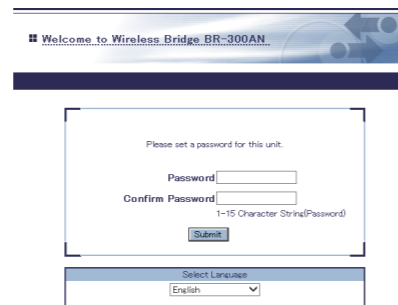 Welcome to Wireless Bridge BR-300AN
Please set a password for this unit.
Password
Confirm Password
1-15 Character String(Password)
Submit
Select Language
English